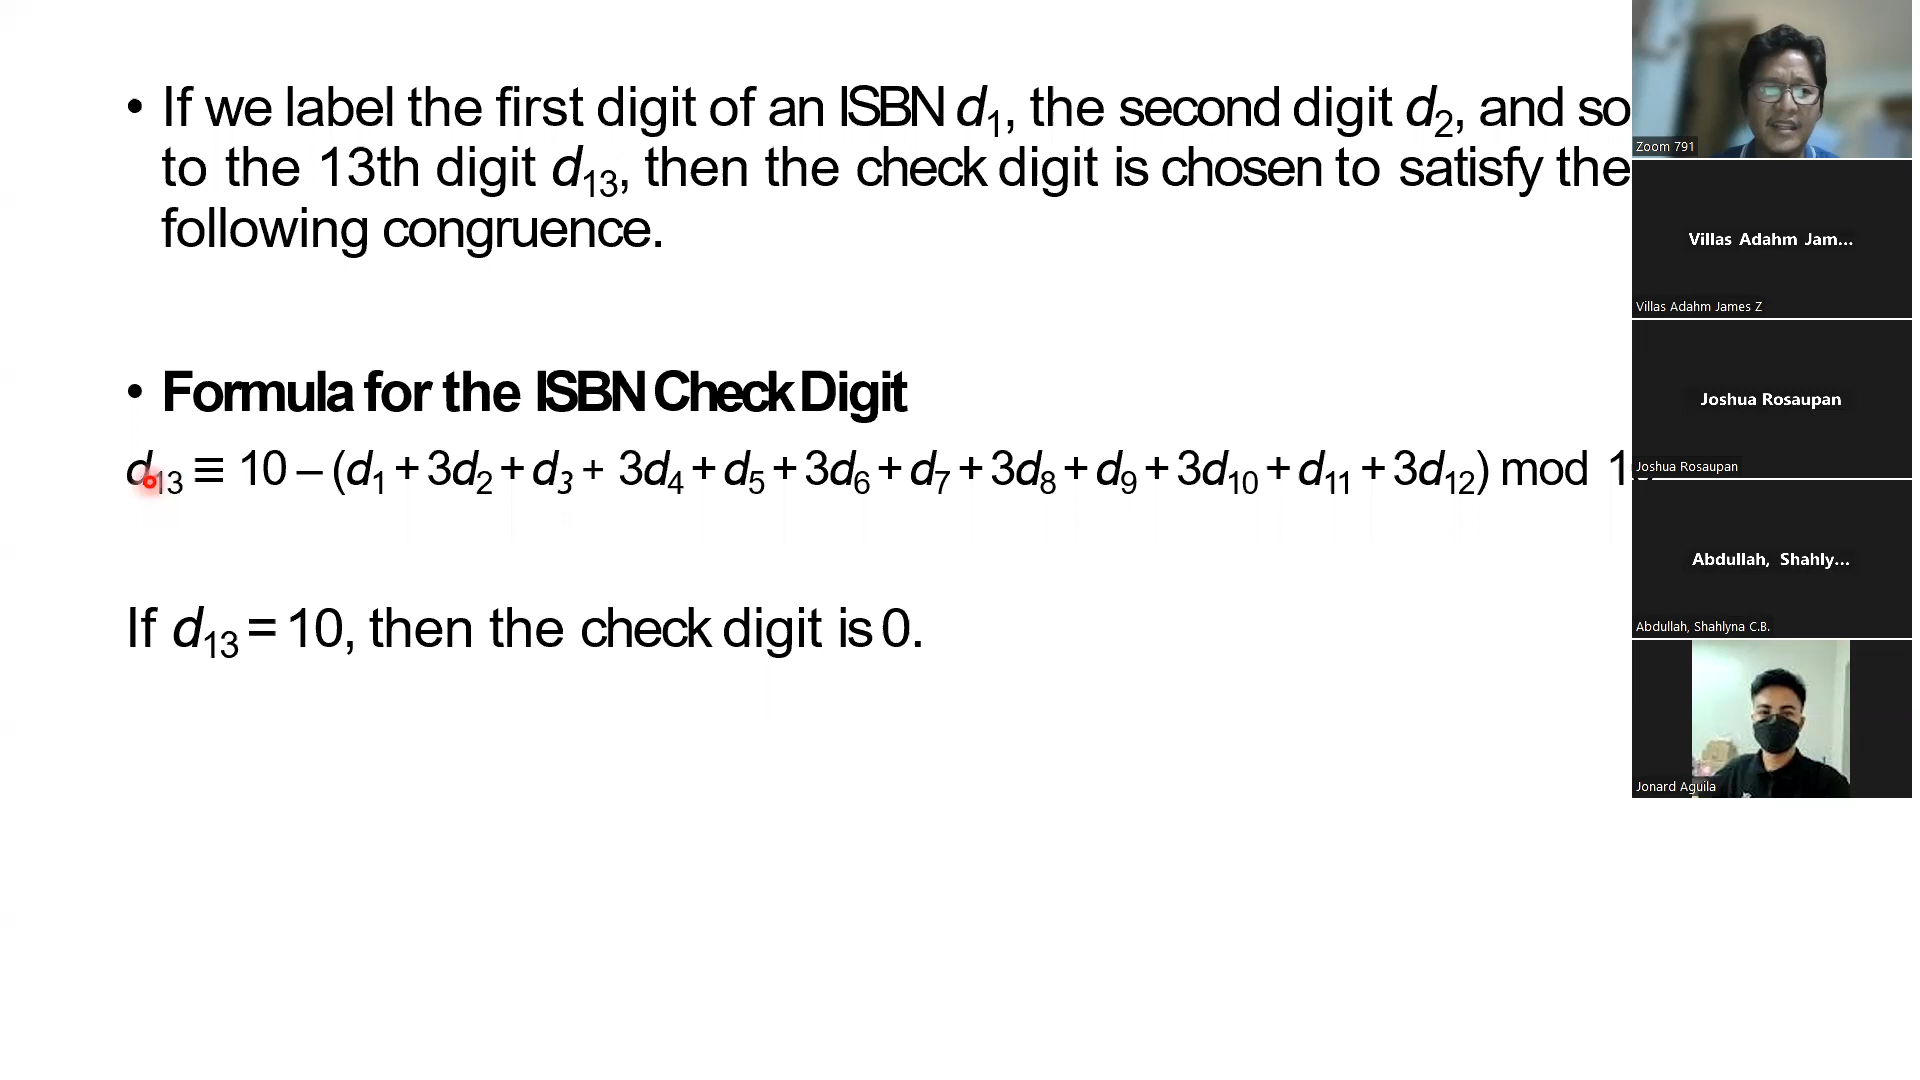 • If we label the first digit of an ISBN d1, the second digit d2, and so
to the 13th digit d13, then the check digit is chosen to satisfy the
following congruence.
• Formula for the ISBN Check Digit
d13 ≡ 10 – (d1 + 3d2 + d3 + 3d4 + d5 + 3d6 + d7 + 3d8 + d9 + 3d10 + d11 + 3d12) mod 1
If d13 = 10, then the check digit is 0.
Zoom 791
Villas Adahm Jam...
Villas Adahm James Z
Joshua Rosaupan
Joshua Rosaupan
Abdullah, Shahly...
Abdullah, Shahlyna C.B.
Jonard Aguila